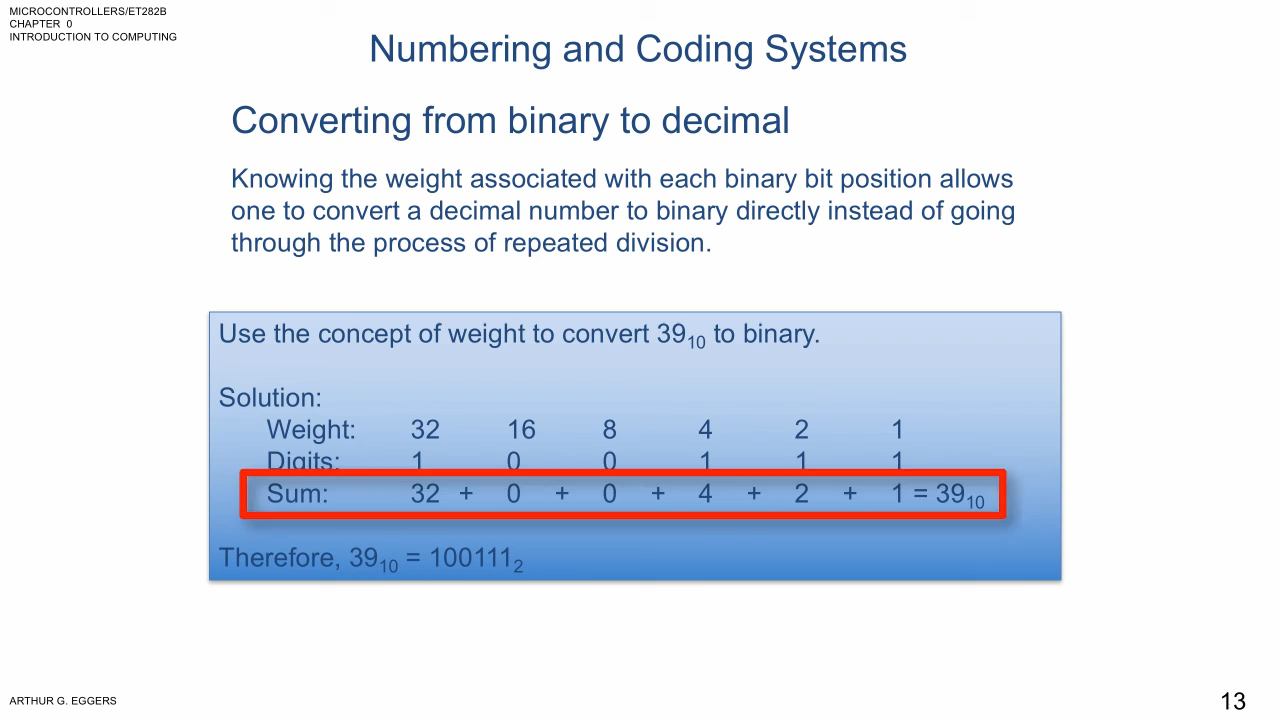 MICROCONTROLLERS/ET282B
CHAPTER 0
INTRODUCTION TO COMPUTING
Numbering and Coding Systems
Converting from binary to decimal
Knowing the weight associated with each binary bit position allows
one to convert a decimal number to binary directly instead of going
through the process of repeated division.
Use the concept of weight to convert 39₁₀ to binary.
Solution:
Weight: 32 16 8 4 2 1
Digits: 1 0 0 1 1 1
Sum: 32 + 0 + 0 + 4 + 2 + 1 = 39₁₀
Therefore, 39₁₀ = 100111₂
ARTHUR G. EGGERS
13